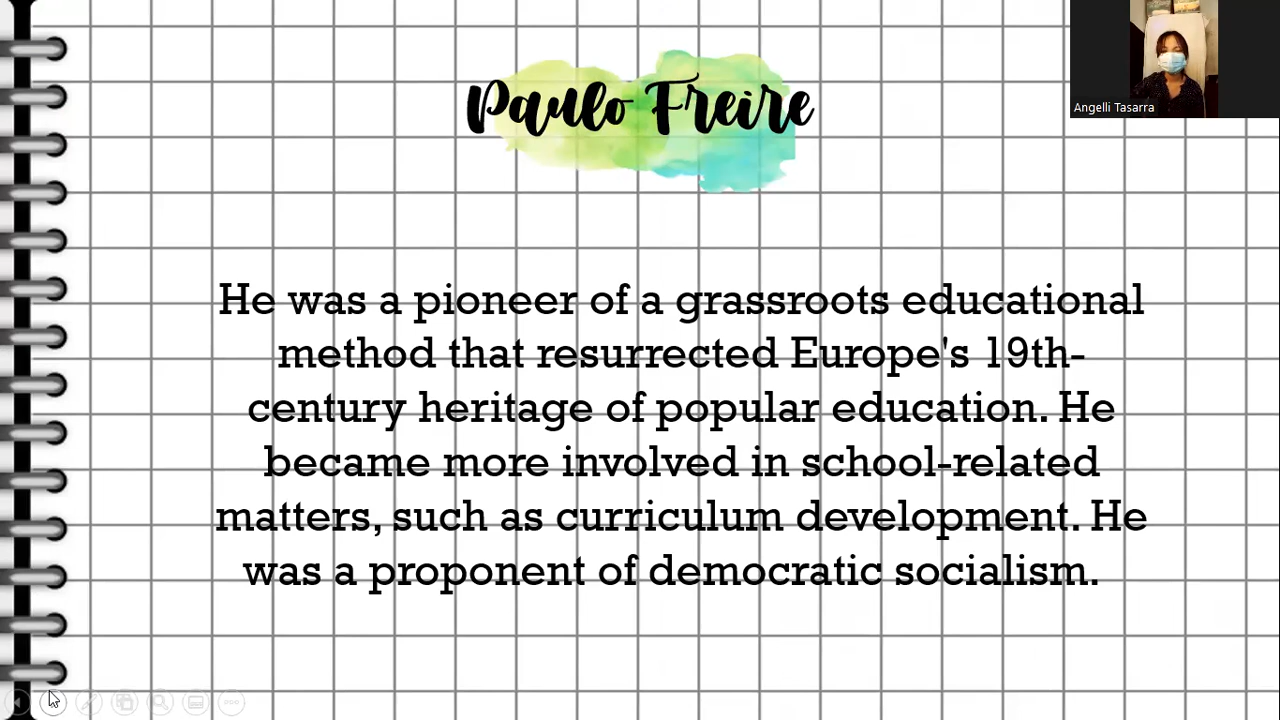 Paulo Freire
Angelli Tasarra
He was a pioneer of a grassroots educational
method that resurrected Europe's 19th-
century heritage of popular education. He
became more involved in school-related
matters, such as curriculum development. He
was a proponent of democratic socialism.